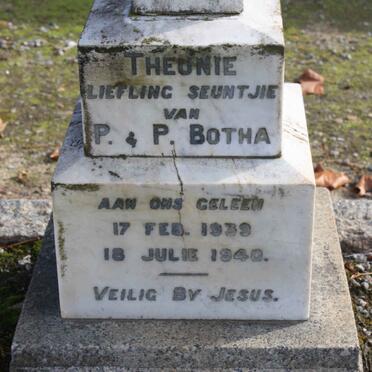 THEUNIE
LIEFLING SEUNTJIE
VAN
P. & P. BOTHA
AAN ONS GELEEN
17 FEB. 1939
18 JULIE 1940.
VEILIG BY JESUS.